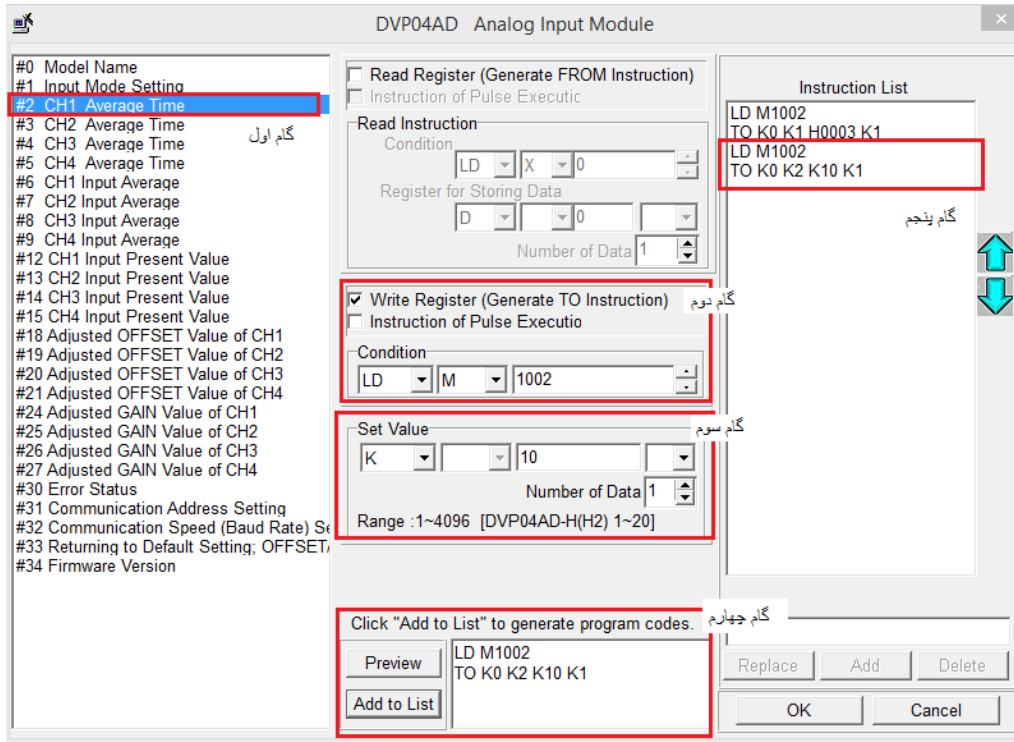 DVP04AD Analog Input Module
#0 Model Name
#1 Input Mode Setting
#2 CH1 Average Time
#3 CH2 Average Time
#4 CH3 Average Time
#5 CH4 Average Time
#6 CH1 Input Average
#7 CH2 Input Average
#8 CH3 Input Average
#9 CH4 Input Average
#12 CH1 Input Present Value
#13 CH2 Input Present Value
#14 CH3 Input Present Value
#15 CH4 Input Present Value
#18 Adjusted OFFSET Value of CH1
#19 Adjusted OFFSET Value of CH2
#20 Adjusted OFFSET Value of CH3
#21 Adjusted OFFSET Value of CH4
#24 Adjusted GAIN Value of CH1
#25 Adjusted GAIN Value of CH2
#26 Adjusted GAIN Value of CH3
#27 Adjusted GAIN Value of CH4
#30 Error Status
#31 Communication Address Setting
#32 Communication Speed (Baud Rate) Se
#33 Returning to Default Setting; OFFSET/
#34 Firmware Version
گام اول
Read Register (Generate FROM Instruction)
Instruction of Pulse Executic
Read Instruction
Condition
LD X 0
Register for Storing Data
D 0
Number of Data 1
Write Register (Generate TO Instruction)
گام دوم
Instruction of Pulse Executio
Condition
LD M 1002
Set Value
گام سوم
K 10
Number of Data 1
Range :1~4096 [DVP04AD-H(H2) 1~20]
Click "Add to List" to generate program codes.
گام چهارم
Preview
Add to List
LD M1002
TO K0 K2 K10 K1
Instruction List
LD M1002
TO K0 K1 H0003 K1
LD M1002
TO K0 K2 K10 K1
گام پنجم
Replace Add Delete
OK Cancel